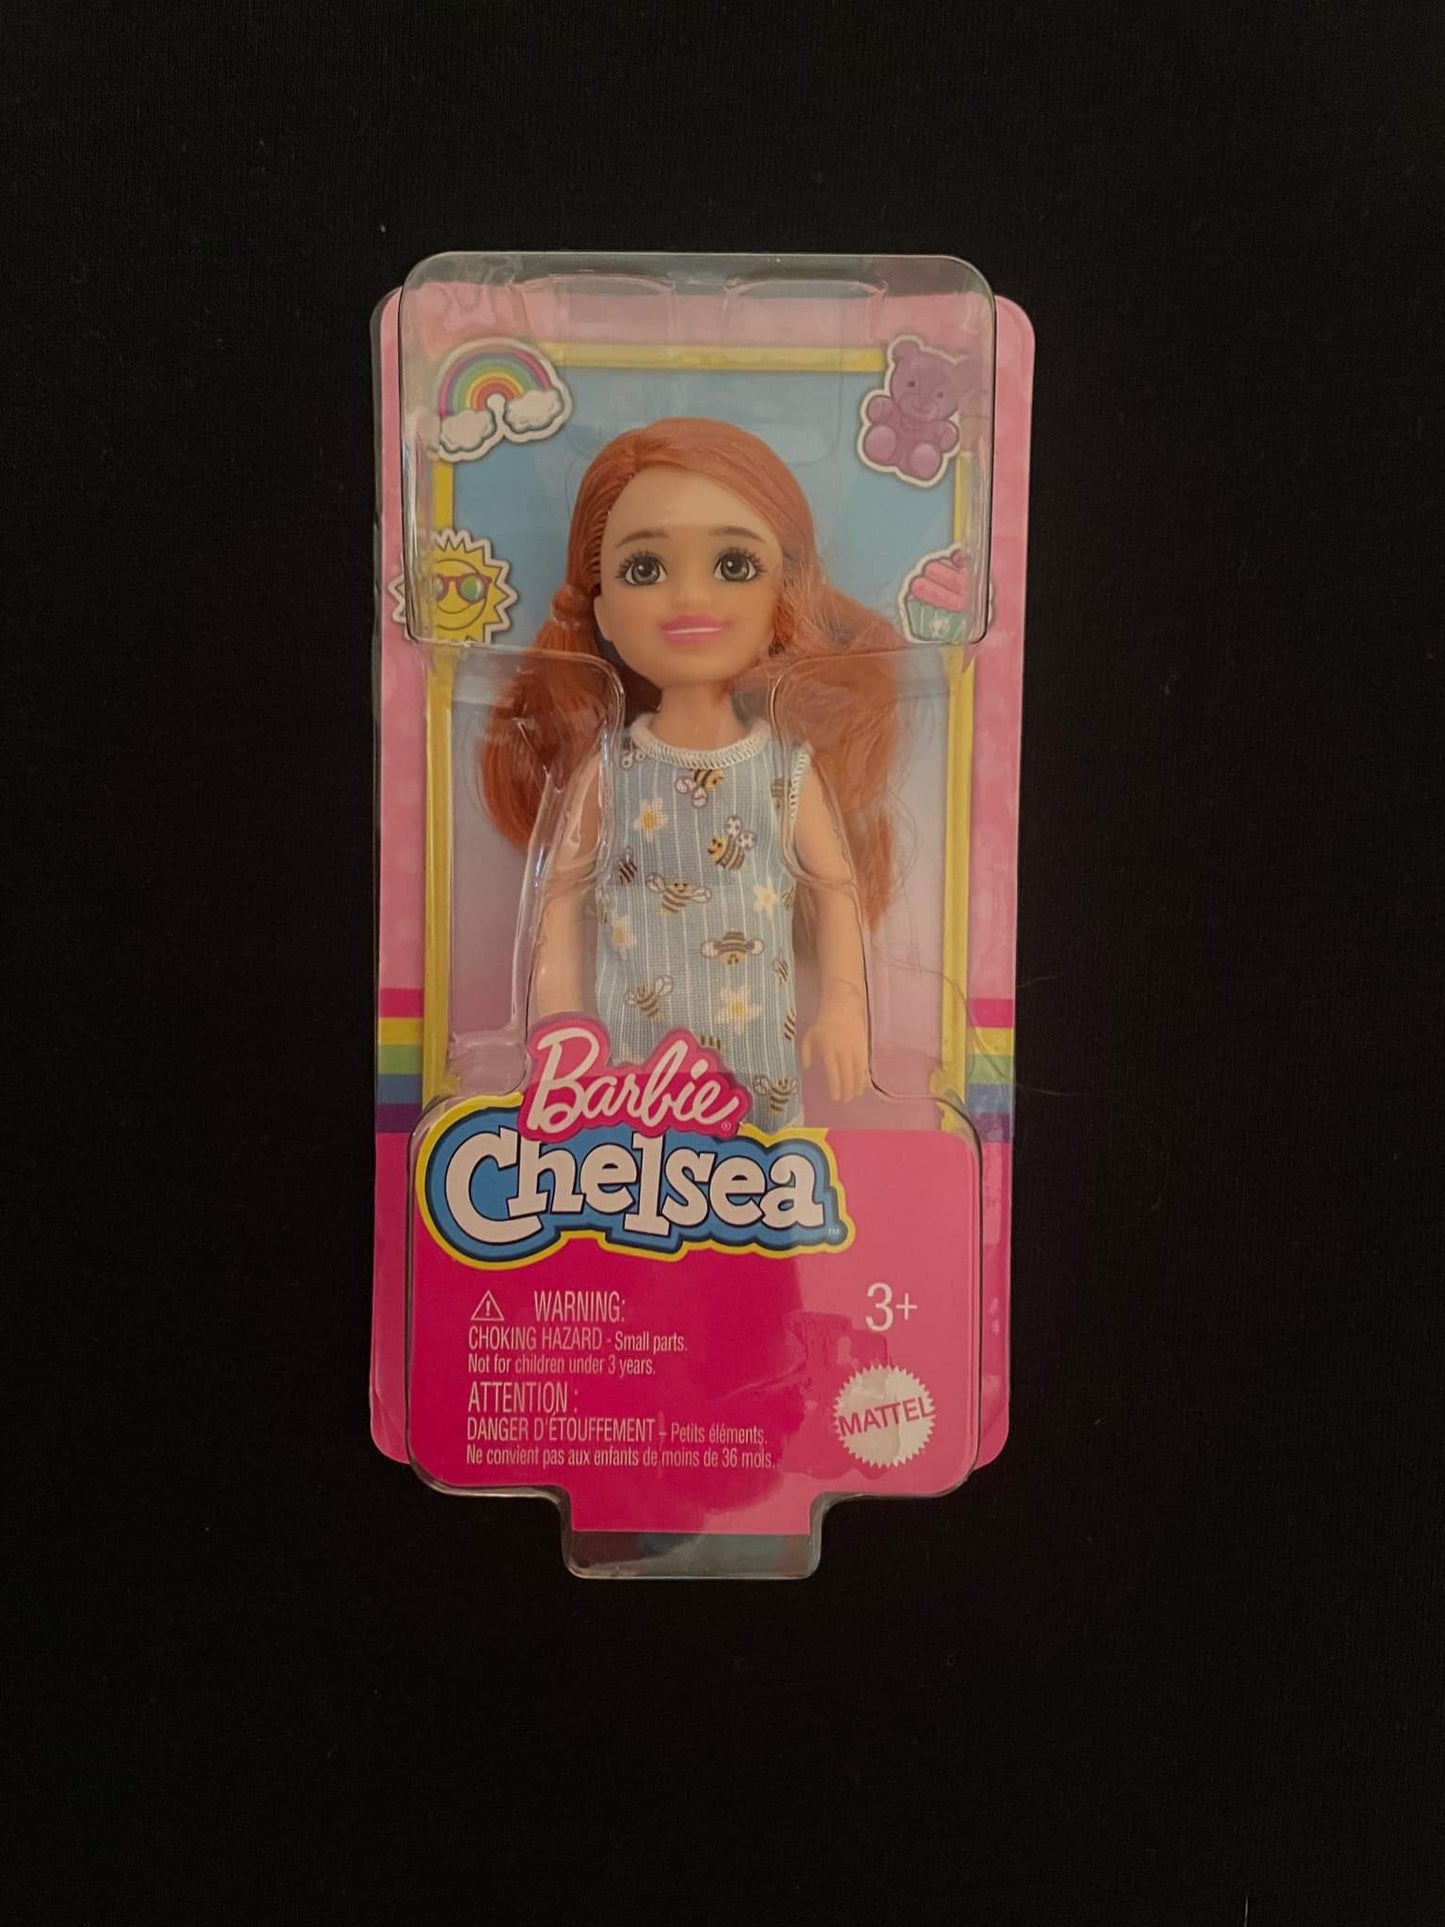 Barbie®
Chelsea™
⚠ WARNING:
CHOKING HAZARD - Small parts.
Not for children under 3 years.
ATTENTION :
DANGER D'ÉTOUFFEMENT – Petits éléments.
Ne convient pas aux enfants de moins de 36 mois.
3+
MATTEL